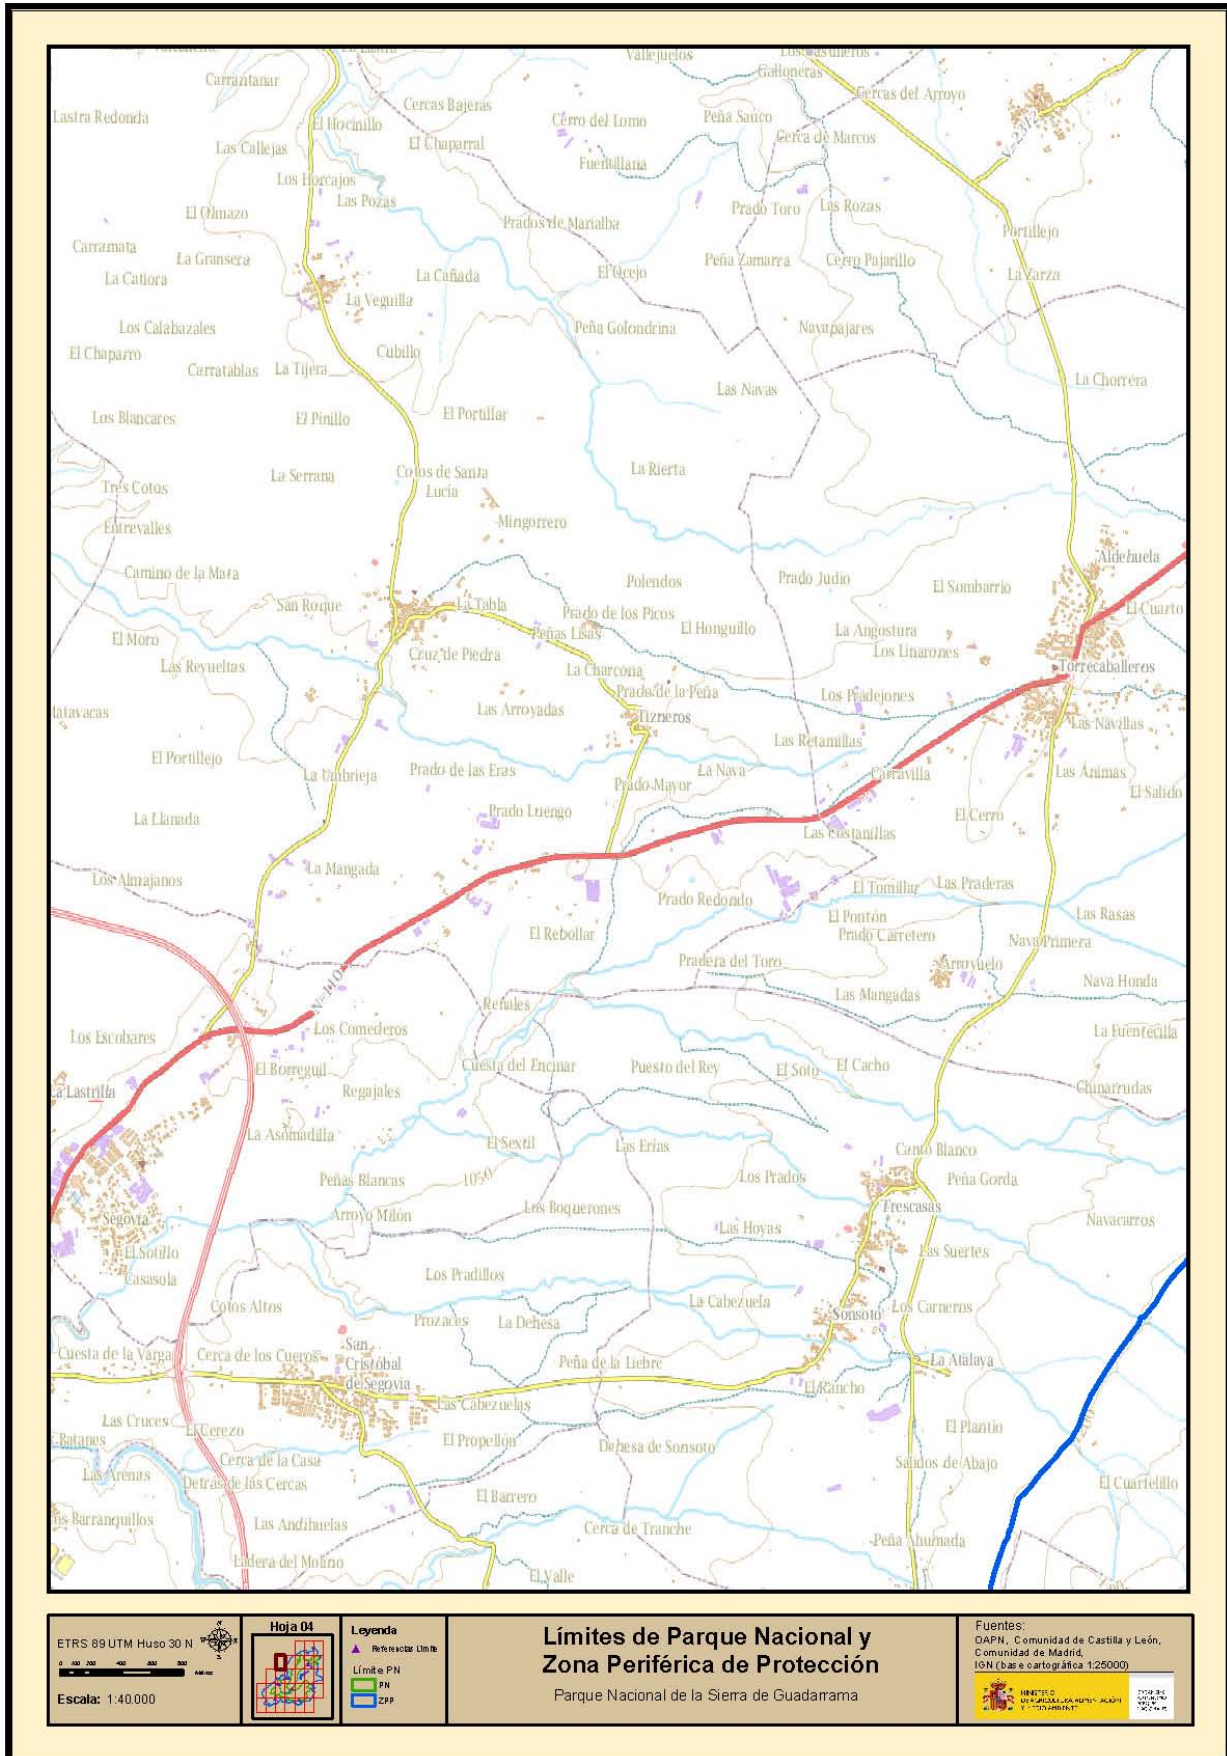 Vallejuelos
Carrantanar
Galloneras
Cercas Bajeras
Cercas del Arroyo
Lastra Redonda
El Hocinillo
Cerro del Lomo
Peña Sauco
Cerca de Marcos
Las Callejas
El Chaparral
Fuentillana
Los Horcajos
Las Pozas
El Olmazo
Prados de Marialba
Prado Toro
Las Rozas
Portillejo
Carramata
La Gransera
La Cañada
El Ocejo
Peña Zamarra
Cerro Pajarillo
La Zarza
La Catiora
La Veguilla
Los Calabazales
Peña Golondrina
Navapajares
El Chaparro
Cubillo
Carratablas
La Tijera
Las Navas
La Chorrera
Los Blancares
El Pinillo
El Portillar
La Serrana
Cotos de Santa
Lucía
La Rierta
Tres Cotos
Entrevalles
Mingorrero
Aldehuela
Camino de la Mata
Polendos
Prado Judio
El Sombarrio
San Roque
La Tabla
Prado de los Picos
El Cuarto
El Moro
Peñas Lisas
El Honguillo
La Angostura
Cruz de Piedra
Los Linarones
Las Revueltas
La Charcona
Torrecaballeros
Prado de la Peña
Los Pradejones
Matavacas
Las Arroyadas
Tizneros
Las Navillas
Las Retamillas
El Portillejo
La Umbrieja
Prado de las Eras
La Nava
Carravilla
Las Ánimas
Prado Mayor
El Salido
La Llanada
Prado Luengo
Las Costanillas
El Cerro
Los Almajanos
La Mangada
Prado Redondo
El Tomillar
Las Praderas
El Rebollar
El Pontón
Las Rasas
Prado Carretero
Nava Primera
Pradera del Toro
Arroyuelo
Nava Honda
N-110
Las Mangadas
Reñales
Los Escobares
Los Comederos
La Fuentecilla
El Borreguil
Cuesta del Encinar
Puesto del Rey
El Soto
El Cacho
La Lastrilla
Regajales
Chinarrudas
La Asomadilla
El Sextil
Las Erías
Canto Blanco
Peñas Blancas
1050
Los Prados
Peña Gorda
Segovia
Arroyo Milón
Los Boquerones
Las Hoyas
Trescasas
Navacarros
El Sotillo
Las Suertes
Casasola
Los Pradillos
Cotos Altos
La Cabezuela
Los Carneros
Prozaces
La Dehesa
Sonsoto
Cuesta de la Varga
Cerca de los Cueros
San
Cristóbal
de Segovia
Peña de la Liebre
La Atalaya
El Rancho
Las Cabezuelas
Las Cruces
El Cerezo
El Plantio
Batanes
El Propellón
Dehesa de Sonsoto
Cerca de la Casa
Salidos de Abajo
Las Arenas
Detrás de las Cercas
El Cuartelillo
El Barrero
Los Barranquillos
Las Andihuelas
Cerca de Tranche
Peña Ahumada
Ladera del Molino
El Valle
ETRS 89 UTM Huso 30 N
Escala: 1:40.000
Hoja 04
Leyenda
Referencias Límite
Límite PN
PN
ZPP
Límites de Parque Nacional y
Zona Periférica de Protección
Parque Nacional de la Sierra de Guadarrama
Fuentes:
OAPN, Comunidad de Castilla y León,
Comunidad de Madrid,
IGN (base cartográfica 1:25000)
MINISTERIO
DE AGRICULTURA, ALIMENTACIÓN
Y MEDIO AMBIENTE